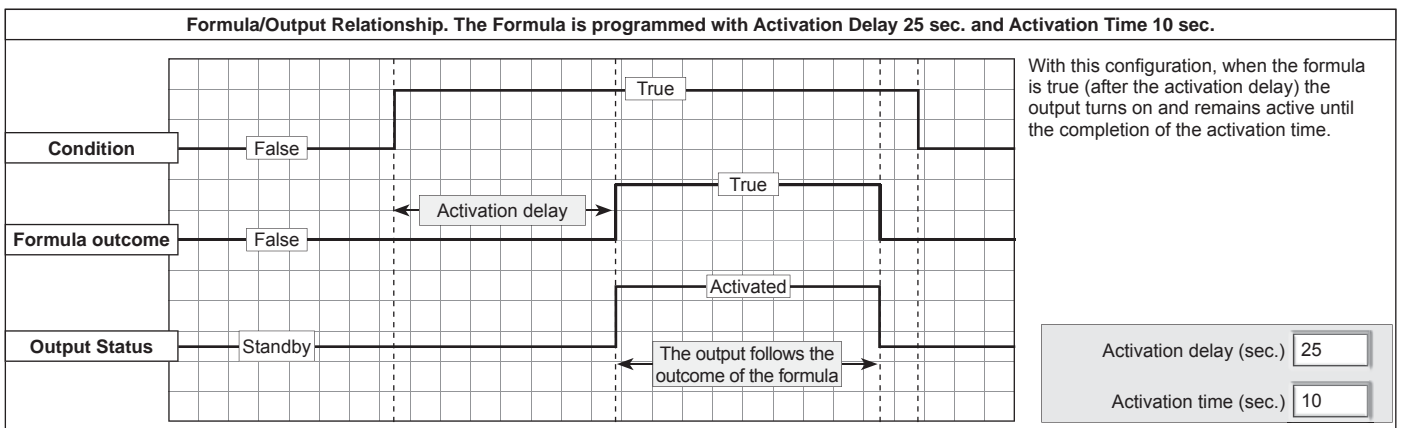 Formula/Output Relationship. The Formula is programmed with Activation Delay 25 sec. and Activation Time 10 sec.
With this configuration, when the formula
is true (after the activation delay) the
output turns on and remains active until
the completion of the activation time.
True
Condition
False
True
Activation delay
Formula outcome
False
Activated
Output Status
Standby
The output follows the
outcome of the formula
Activation delay (sec.) 25
Activation time (sec.) 10